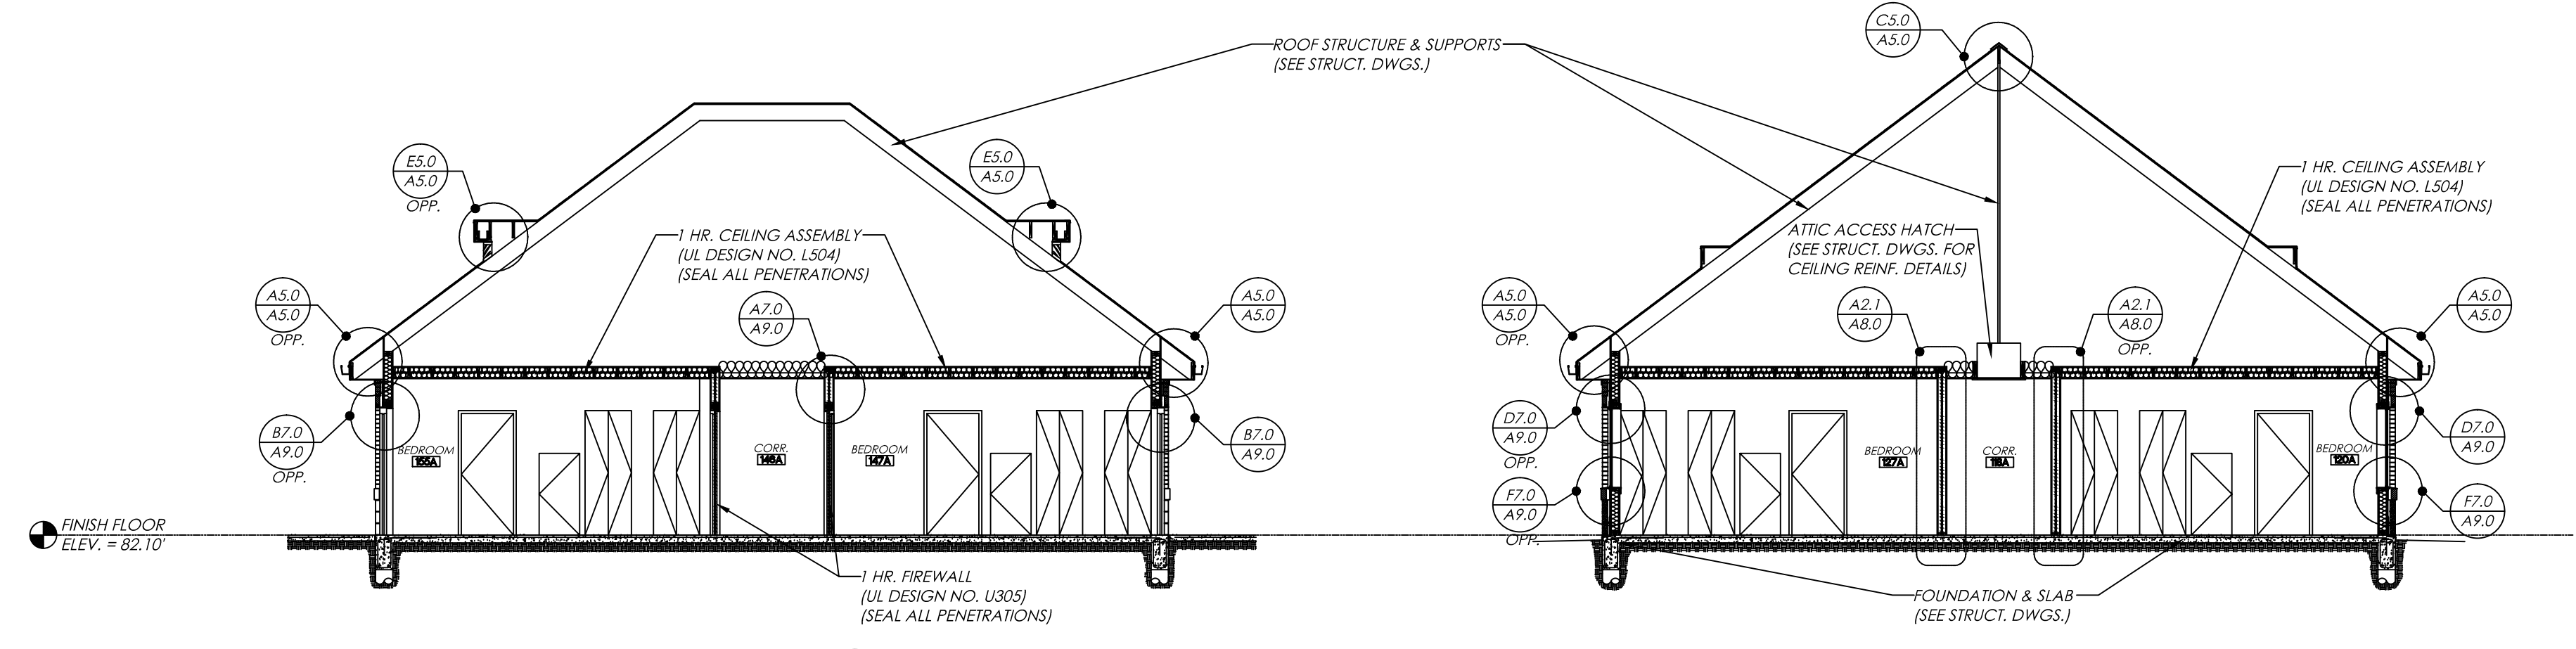 C5.0
A5.0
ROOF STRUCTURE & SUPPORTS
(SEE STRUCT. DWGS.)
E5.0
A5.0
OPP.
E5.0
A5.0
1 HR. CEILING ASSEMBLY
(UL DESIGN NO. L504)
(SEAL ALL PENETRATIONS)
1 HR. CEILING ASSEMBLY
(UL DESIGN NO. L504)
(SEAL ALL PENETRATIONS)
ATTIC ACCESS HATCH
(SEE STRUCT. DWGS. FOR
CEILING REINF. DETAILS)
A5.0
A5.0
OPP.
A7.0
A9.0
A5.0
A5.0
A5.0
A5.0
OPP.
A2.1
A8.0
A2.1
A8.0
OPP.
A5.0
A5.0
B7.0
A9.0
OPP.
BEDROOM
155A
CORR.
146A
BEDROOM
147A
B7.0
A9.0
D7.0
A9.0
OPP.
BEDROOM
127A
CORR.
118A
BEDROOM
120A
D7.0
A9.0
F7.0
A9.0
OPP.
F7.0
A9.0
FINISH FLOOR
ELEV. = 82.10'
1 HR. FIREWALL
(UL DESIGN NO. U305)
(SEAL ALL PENETRATIONS)
FOUNDATION & SLAB
(SEE STRUCT. DWGS.)